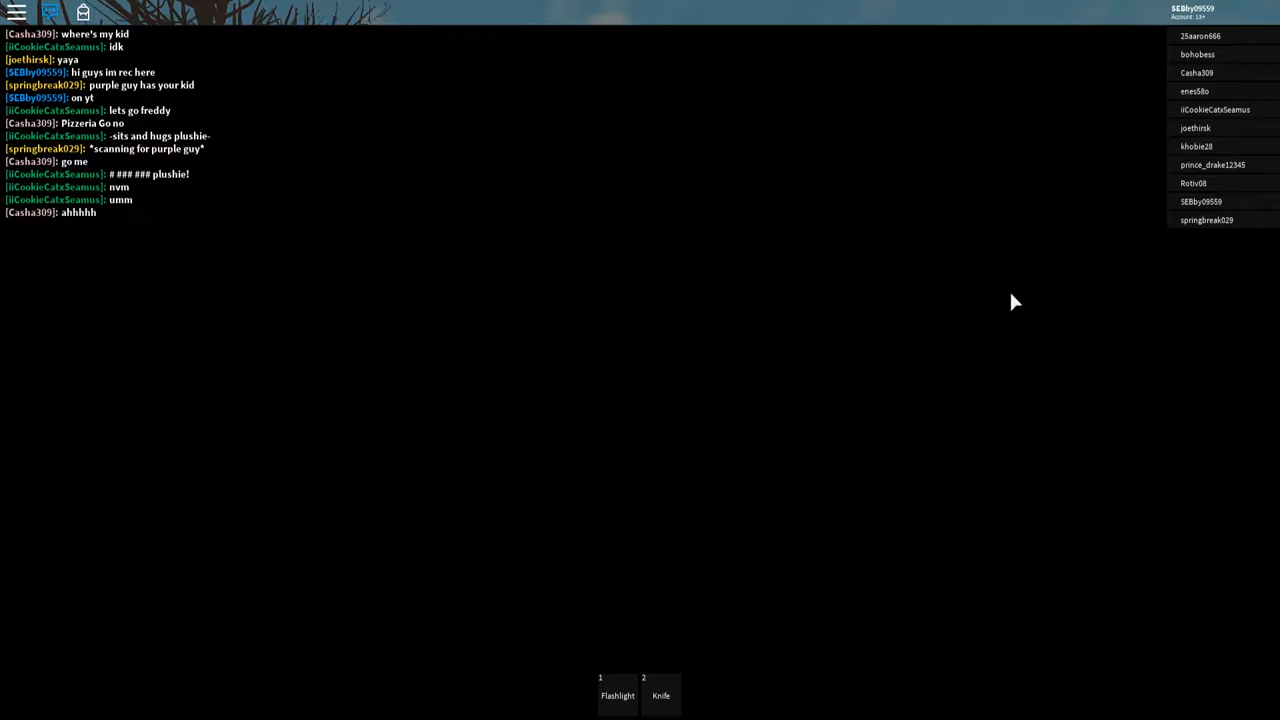 SEBby09559
Account: 13+
[Casha309]: where's my kid
[iiCookieCatxSeamus]: idk
[joethirsk]: yaya
[SEBby09559]: hi guys im rec here
[springbreak029]: purple guy has your kid
[SEBby09559]: on yt
[iiCookieCatxSeamus]: lets go freddy
[Casha309]: Pizzeria Go no
[iiCookieCatxSeamus]: -sits and hugs plushie-
[springbreak029]: *scanning for purple guy*
[Casha309]: go me
[iiCookieCatxSeamus]: # ### ### plushie!
[iiCookieCatxSeamus]: nvm
[iiCookieCatxSeamus]: umm
[Casha309]: ahhhhh
25aaron666
bohobess
Casha309
enes58o
iiCookieCatxSeamus
joethirsk
khobie28
prince_drake12345
Rotiv08
SEBby09559
springbreak029
1 2
Flashlight Knife